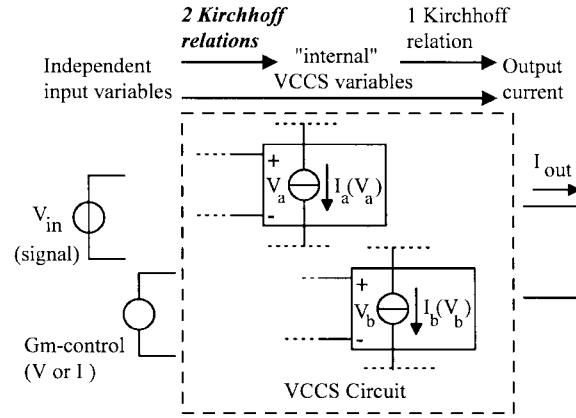 2 Kirchhoff
relations
1 Kirchhoff
relation
"internal"
VCCS variables
Independent
input variables
Output
current
+
V_a
-
I_a(V_a)
I_out
V_in
(signal)
+
V_b
-
I_b(V_b)
Gm-control
(V or I )
VCCS Circuit